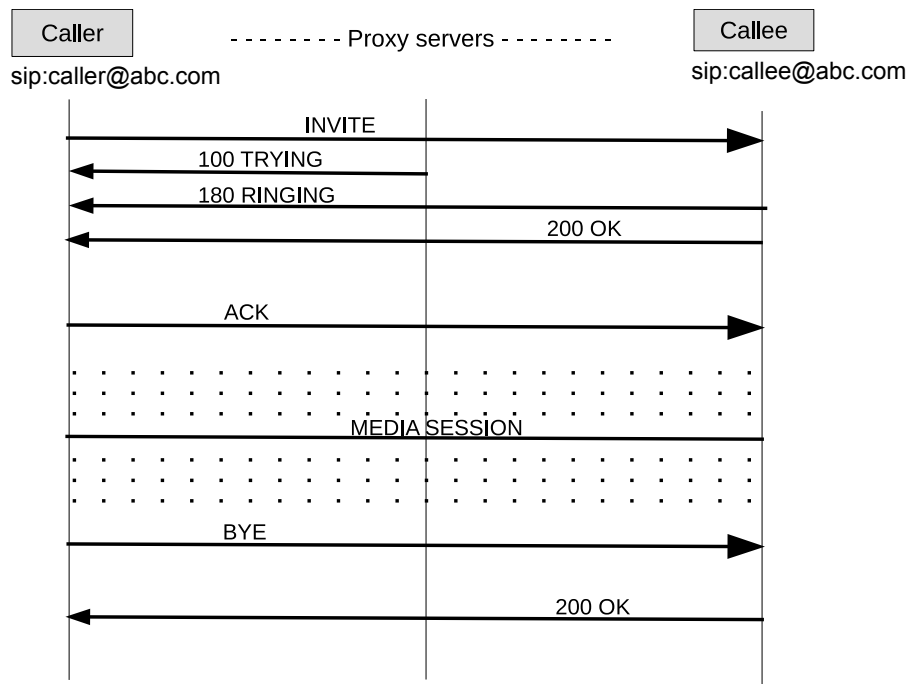 Caller
- - - - - - - - Proxy servers - - - - - - - -
Callee
sip:caller@abc.com
sip:callee@abc.com
INVITE
100 TRYING
180 RINGING
200 OK
ACK
MEDIA SESSION
BYE
200 OK